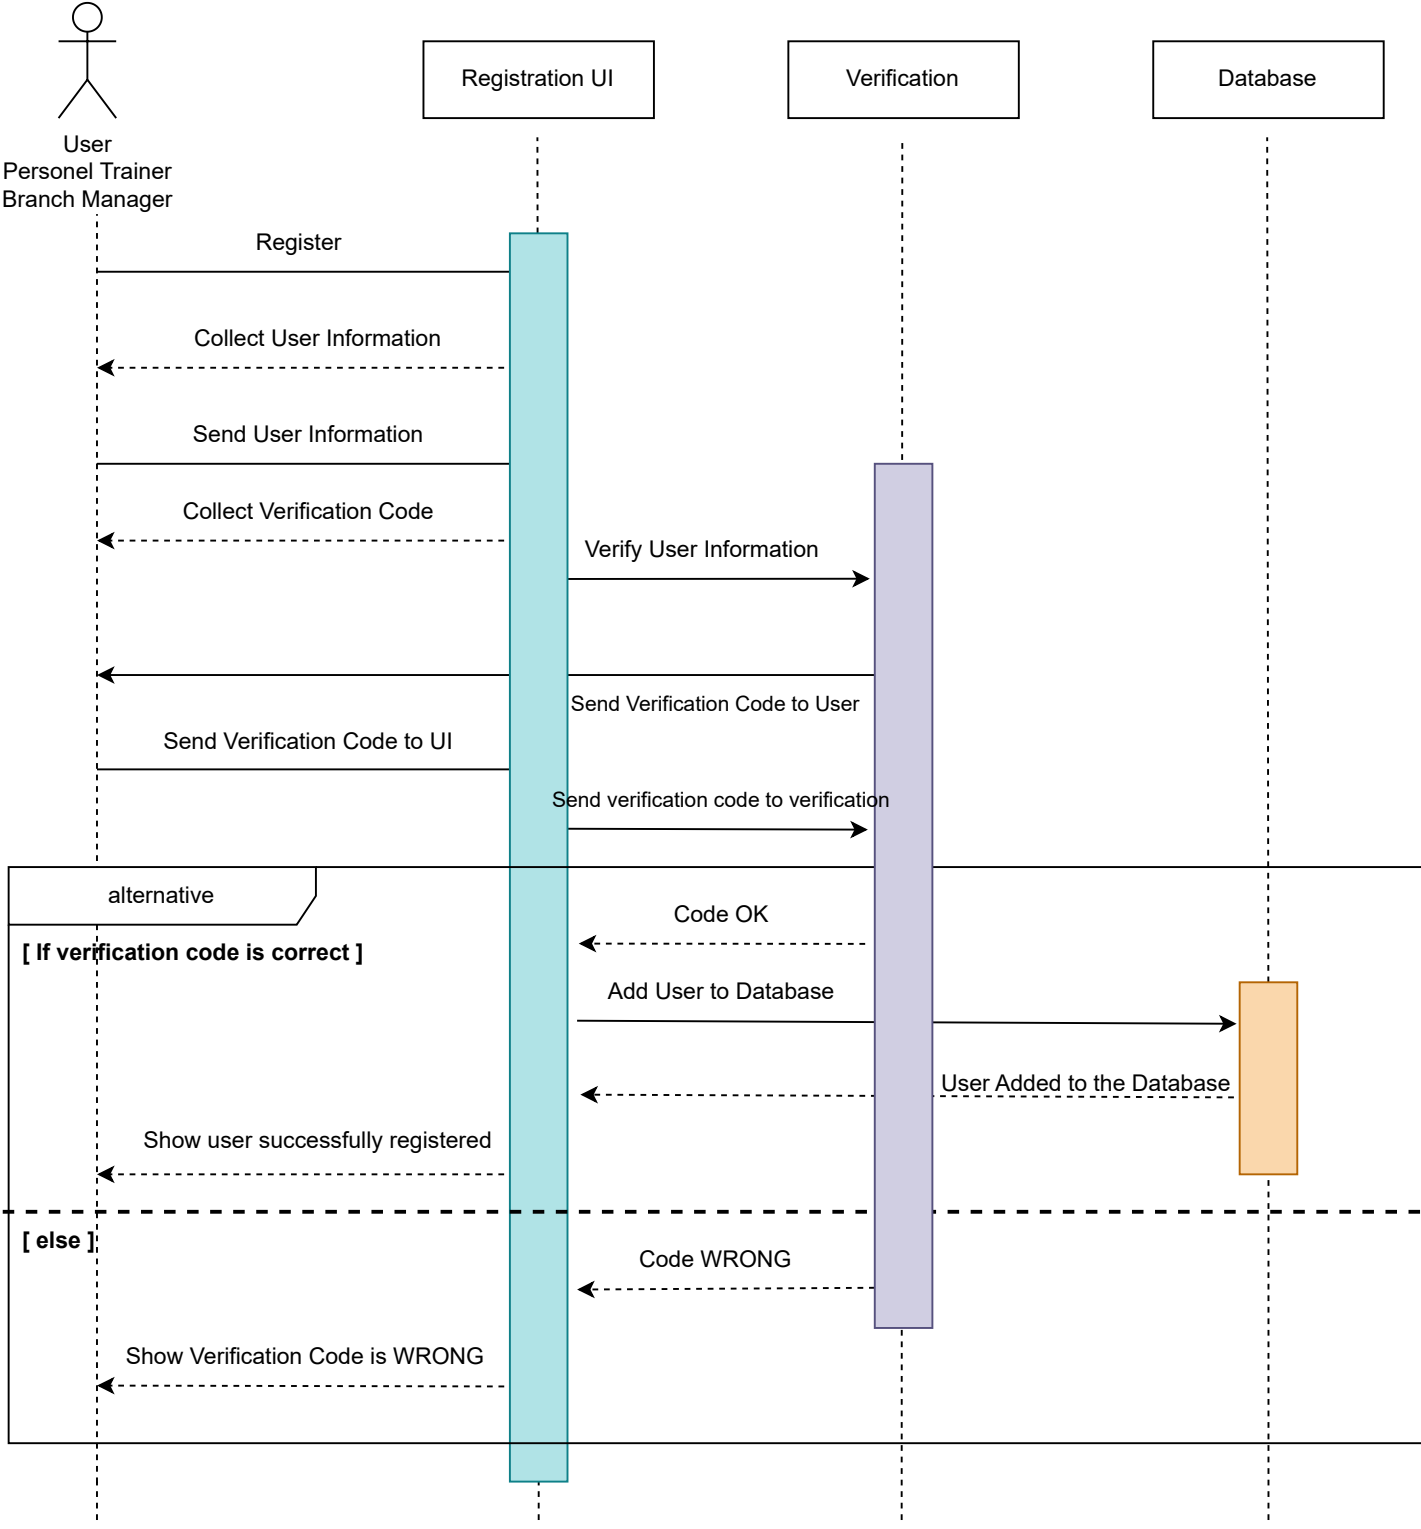 Registration UI
Verification
Database
User
Personel Trainer
Branch Manager
Register
Collect User Information
Send User Information
Collect Verification Code
Verify User Information
Send Verification Code to User
Send Verification Code to UI
Send verification code to verification
alternative
Code OK
[ If verification code is correct ]
Add User to Database
User Added to the Database
Show user successfully registered
[ else ]
Code WRONG
Show Verification Code is WRONG